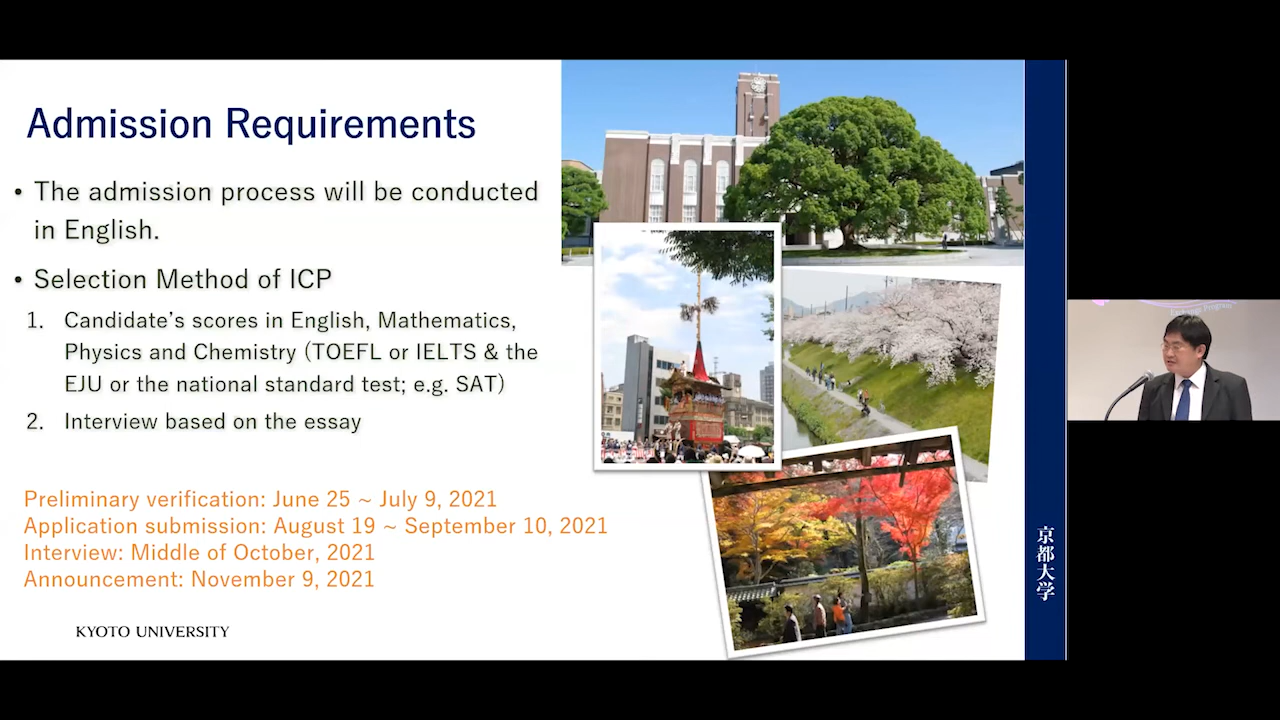 Admission Requirements
• The admission process will be conducted
in English.
• Selection Method of ICP
1. Candidate's scores in English, Mathematics,
Physics and Chemistry (TOEFL or IELTS & the
EJU or the national standard test; e.g. SAT)
2. Interview based on the essay
Preliminary verification: June 25 ~ July 9, 2021
Application submission: August 19 ~ September 10, 2021
Interview: Middle of October, 2021
Announcement: November 9, 2021
KYOTO UNIVERSITY
京都大学
Exchange Program